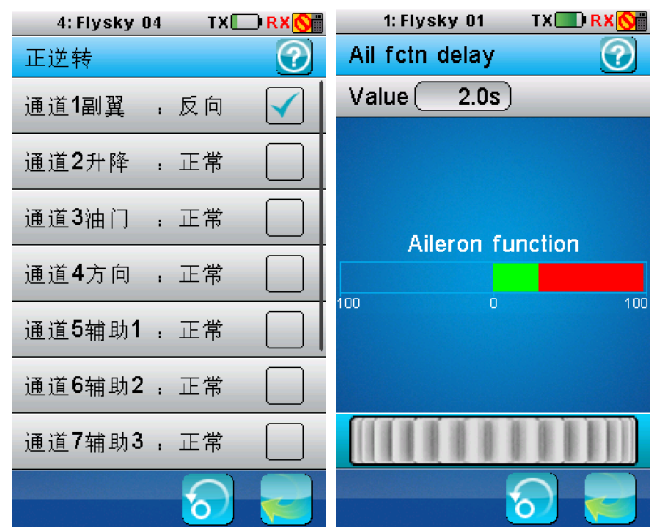 4: Flysky 04 TX RX
正逆转
通道1副翼 : 反向
通道2升降 : 正常
通道3油门 : 正常
通道4方向 : 正常
通道5辅助1 : 正常
通道6辅助2 : 正常
通道7辅助3 : 正常
1: Flysky 01 TX RX
Ail fctn delay
Value 2.0s
Aileron function
100 0 100